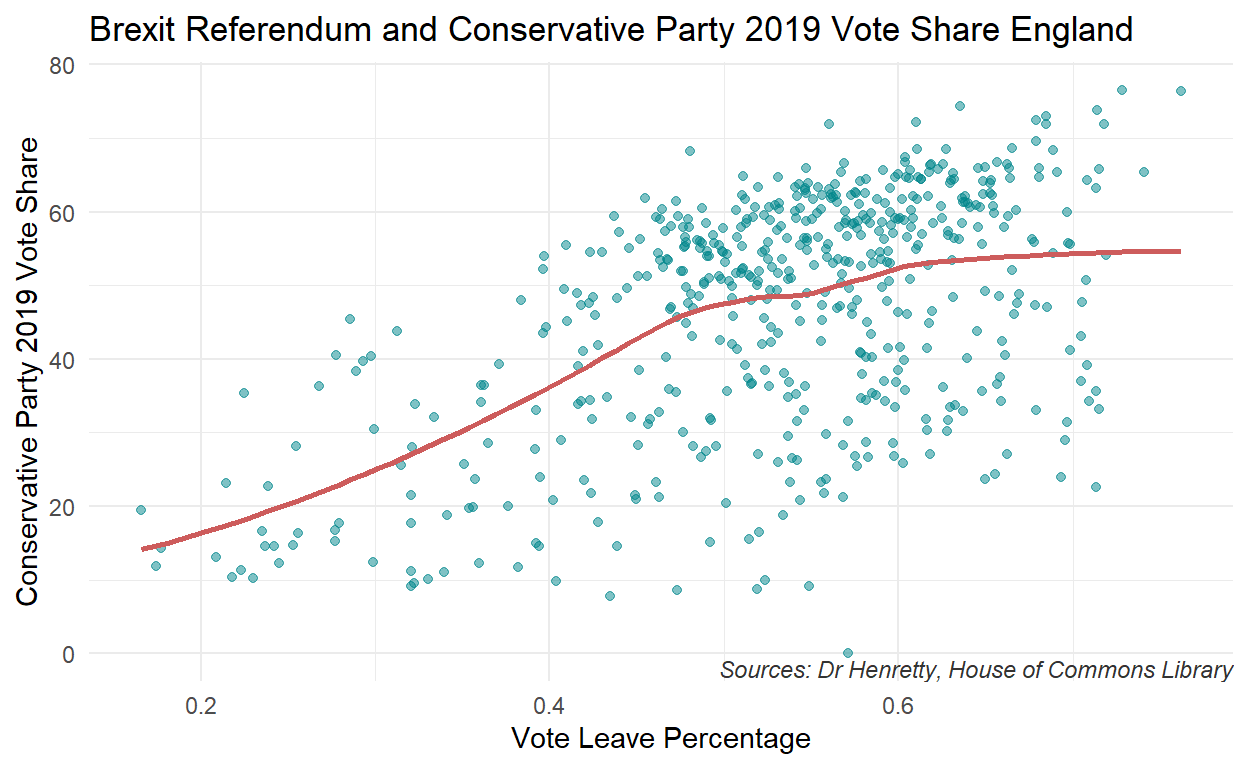 Brexit Referendum and Conservative Party 2019 Vote Share England
80
60
40
20
0
Conservative Party 2019 Vote Share
0.2
0.4
0.6
Vote Leave Percentage
Sources: Dr Henretty, House of Commons Library